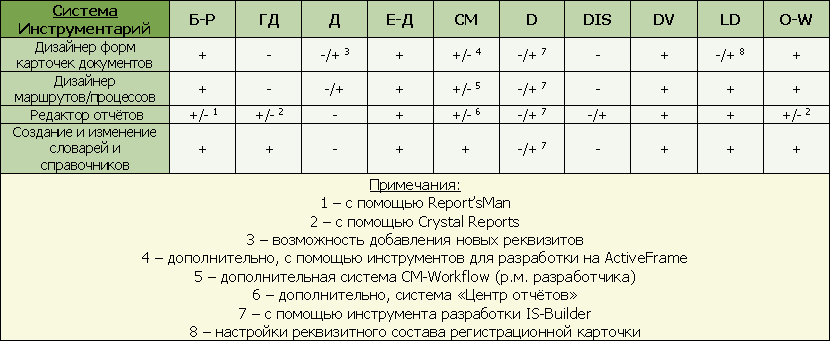 Система
Инструментарий Б-Р ГД Д Е-Д CM D DIS DV LD O-W
Дизайнер форм
карточек документов + - -/+ 3 + +/- 4 -/+ 7 - + -/+ 8 +
Дизайнер
маршрутов/процессов + - -/+ + +/- 5 -/+ 7 - + + +
Редактор отчётов +/- 1 +/- 2 - + +/- 6 -/+ 7 -/+ + + +/- 2
Создание и изменение
словарей и
справочников + + - + + -/+ 7 - + + +
Примечания:
1 – с помощью Report'sMan
2 – с помощью Crystal Reports
3 – возможность добавления новых реквизитов
4 – дополнительно, с помощью инструментов для разработки на ActiveFrame
5 – дополнительная система CM-Workflow (р.м. разработчика)
6 – дополнительно, система «Центр отчётов»
7 – с помощью инструмента разработки IS-Builder
8 – настройки реквизитного состава регистрационной карточки